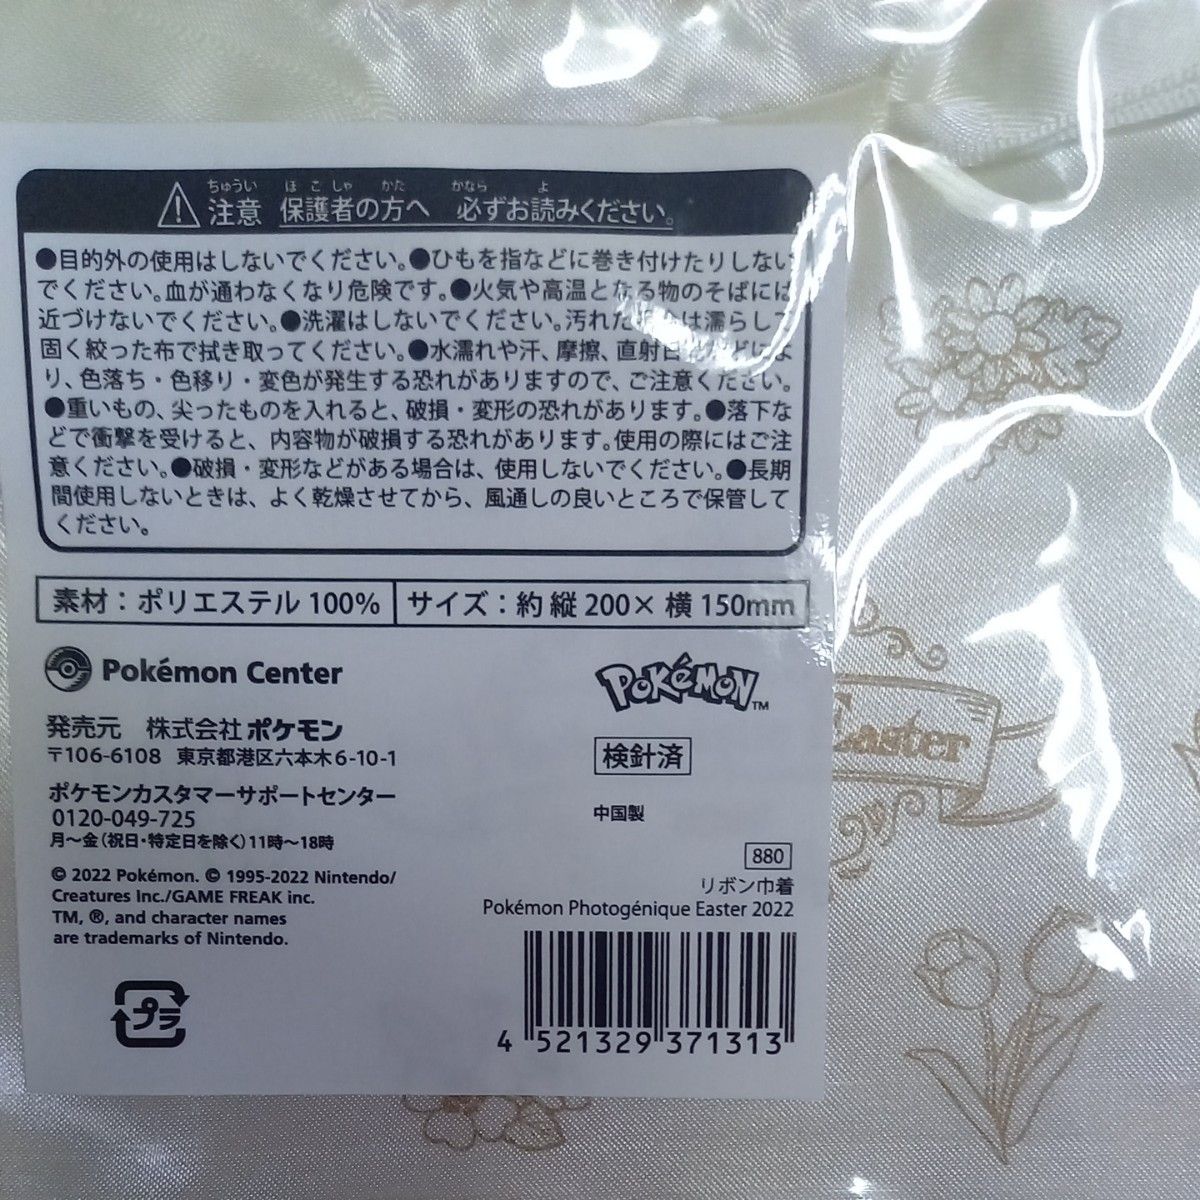 ちゅうい ほごしゃ かた かなら よ
注意 保護者の方へ 必ずお読みください。
●目的外の使用はしないでください。●ひもを指などに巻き付けたりしない
でください。血が通わなくなり危険です。●火気や高温となる物のそばには
近づけないでください。●洗濯はしないでください。汚れた は濡らして
固く絞った布で拭き取ってください。●水濡れや汗、摩擦、直射日光などによ
り、色落ち・色移り・変色が発生する恐れがありますので、ご注意ください。
●重いもの、尖ったものを入れると、破損・変形の恐れがあります。●落下な
どで衝撃を受けると、内容物が破損する恐れがあります。使用の際にはご注
意ください。●破損・変形などがある場合は、使用しないでください。●長期
間使用しないときは、よく乾燥させてから、風通しの良いところで保管して
ください。
素材：ポリエステル 100% サイズ：約 縦 200× 横 150mm
Pokémon Center
POKéMON™
発売元 株式会社 ポケモン
〒106-6108 東京都港区六本木6-10-1
検針済
ポケモンカスタマーサポートセンター
0120-049-725
月～金（祝日・特定日を除く）11時～18時
中国製
© 2022 Pokémon. © 1995-2022 Nintendo/
Creatures Inc./GAME FREAK inc.
TM, ®, and character names
are trademarks of Nintendo.
880
リボン巾着
Pokémon Photogénique Easter 2022
プラ
4 521329 371313
Easter